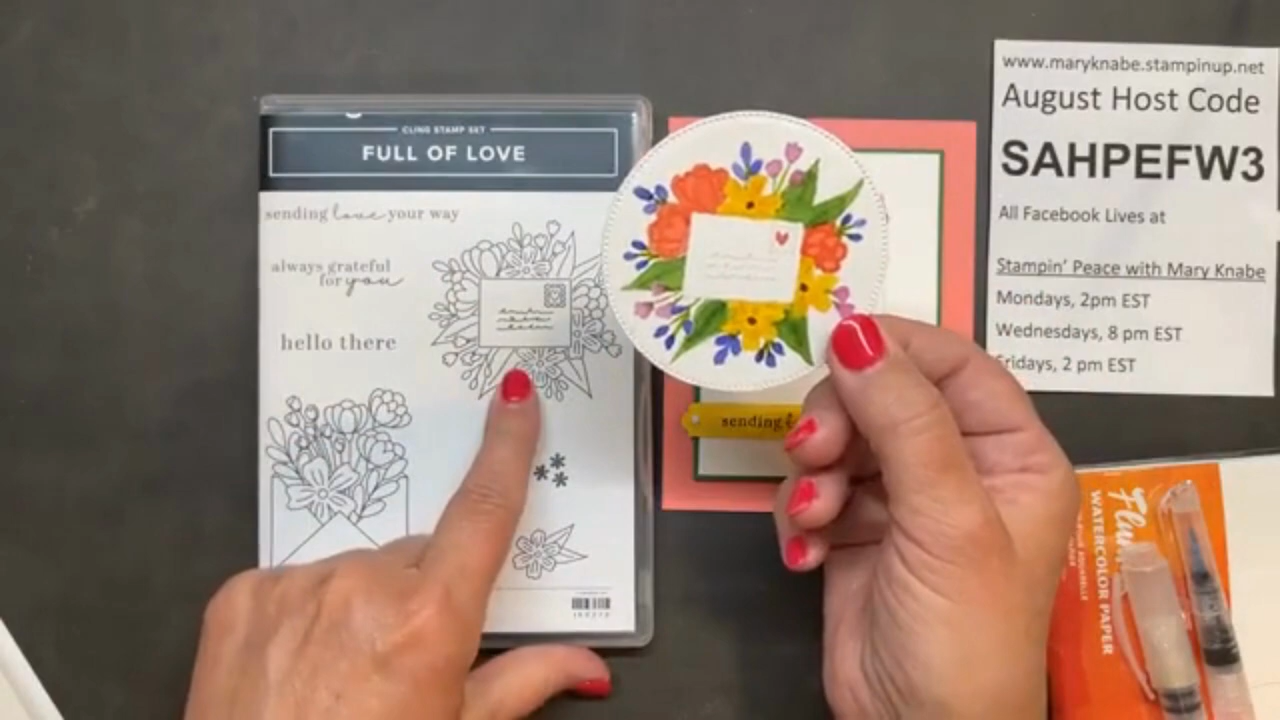 CLING STAMP SET
FULL OF LOVE
sending love your way
always grateful
for you
hello there
sending
www.maryknabe.stampinup.net
August Host Code
SAHPEFW3
All Facebook Lives at
Stampin' Peace with Mary Knabe
Mondays, 2pm EST
Wednesdays, 8 pm EST
Fridays, 2 pm EST
WATERCOLOR PAPER